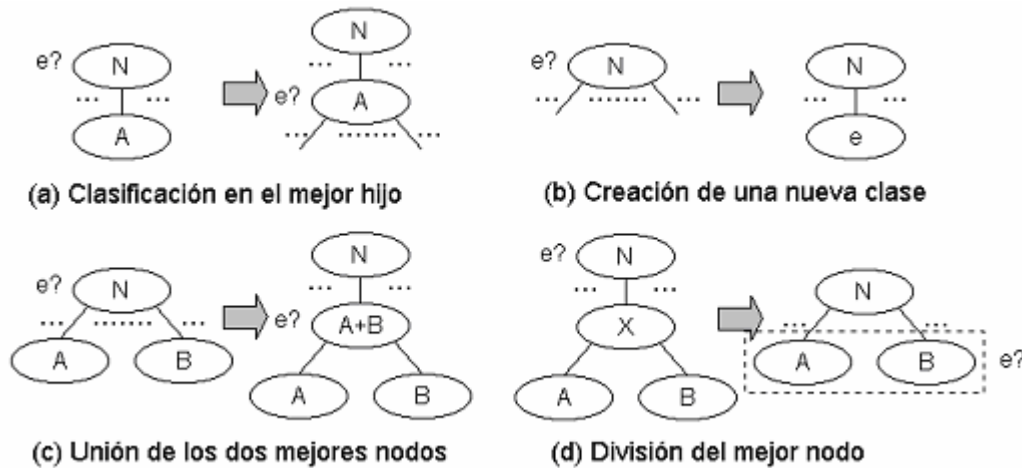 e? N
... ...
A
N
... ...
e? A
... ....... ...
(a) Clasificación en el mejor hijo
e? N
... ....... ...
N
... ...
e
(b) Creación de una nueva clase
e? N
... ....... ...
A B
N
... ...
e? A+B
A B
(c) Unión de los dos mejores nodos
e? N
... ...
X
A B
N
... ...
A B e?
(d) División del mejor nodo